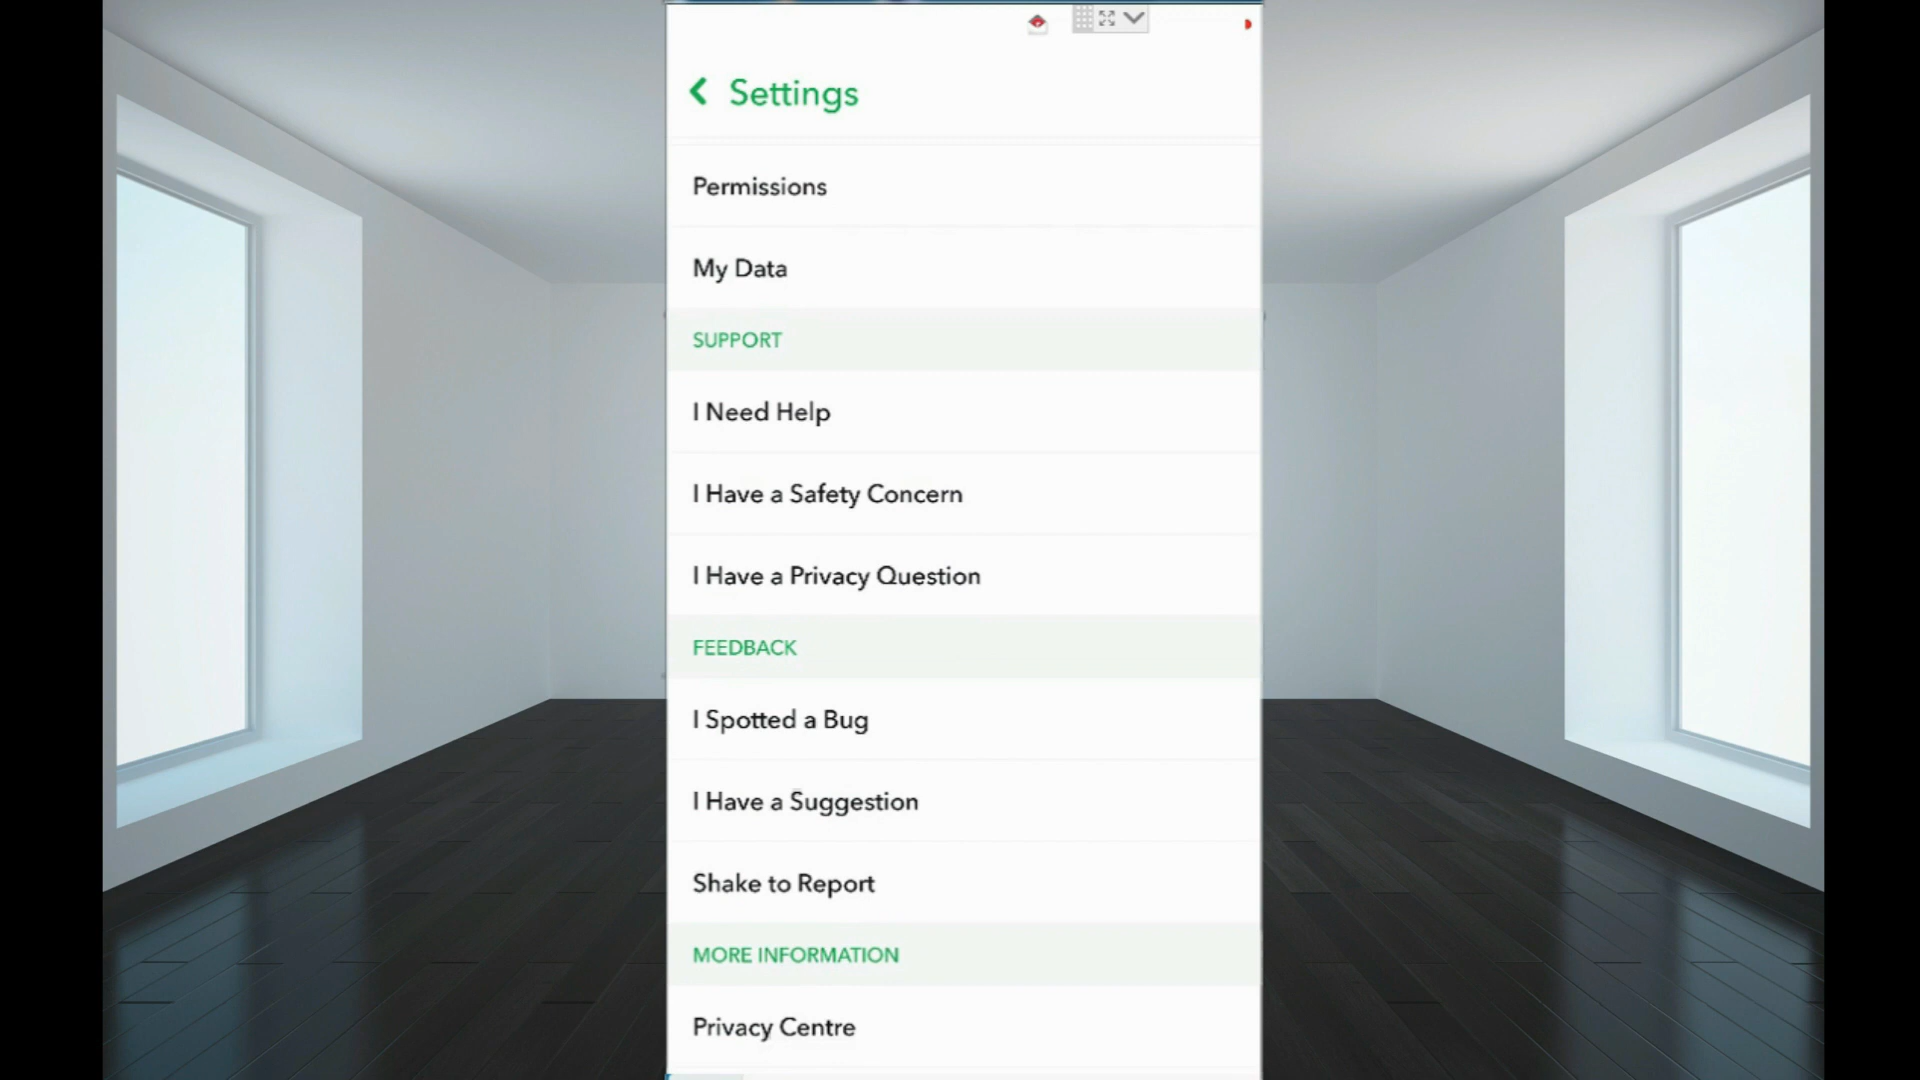 Settings
Permissions
My Data
SUPPORT
I Need Help
I Have a Safety Concern
I Have a Privacy Question
FEEDBACK
I Spotted a Bug
I Have a Suggestion
Shake to Report
MORE INFORMATION
Privacy Centre